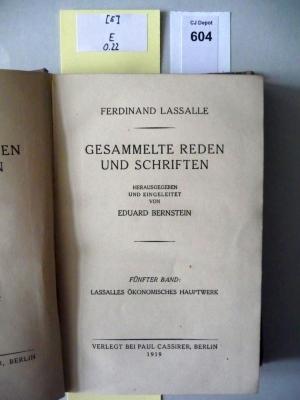 [5]
E
0.22
CJ Depot
604
EN
N
R, BERLIN
FERDINAND LASSALLE
GESAMMELTE REDEN
UND SCHRIFTEN
HERAUSGEGEBEN
UND EINGELEITET
VON
EDUARD BERNSTEIN
FÜNFTER BAND:
LASSALLES ÖKONOMISCHES HAUPTWERK
VERLEGT BEI PAUL CASSIRER, BERLIN
1919